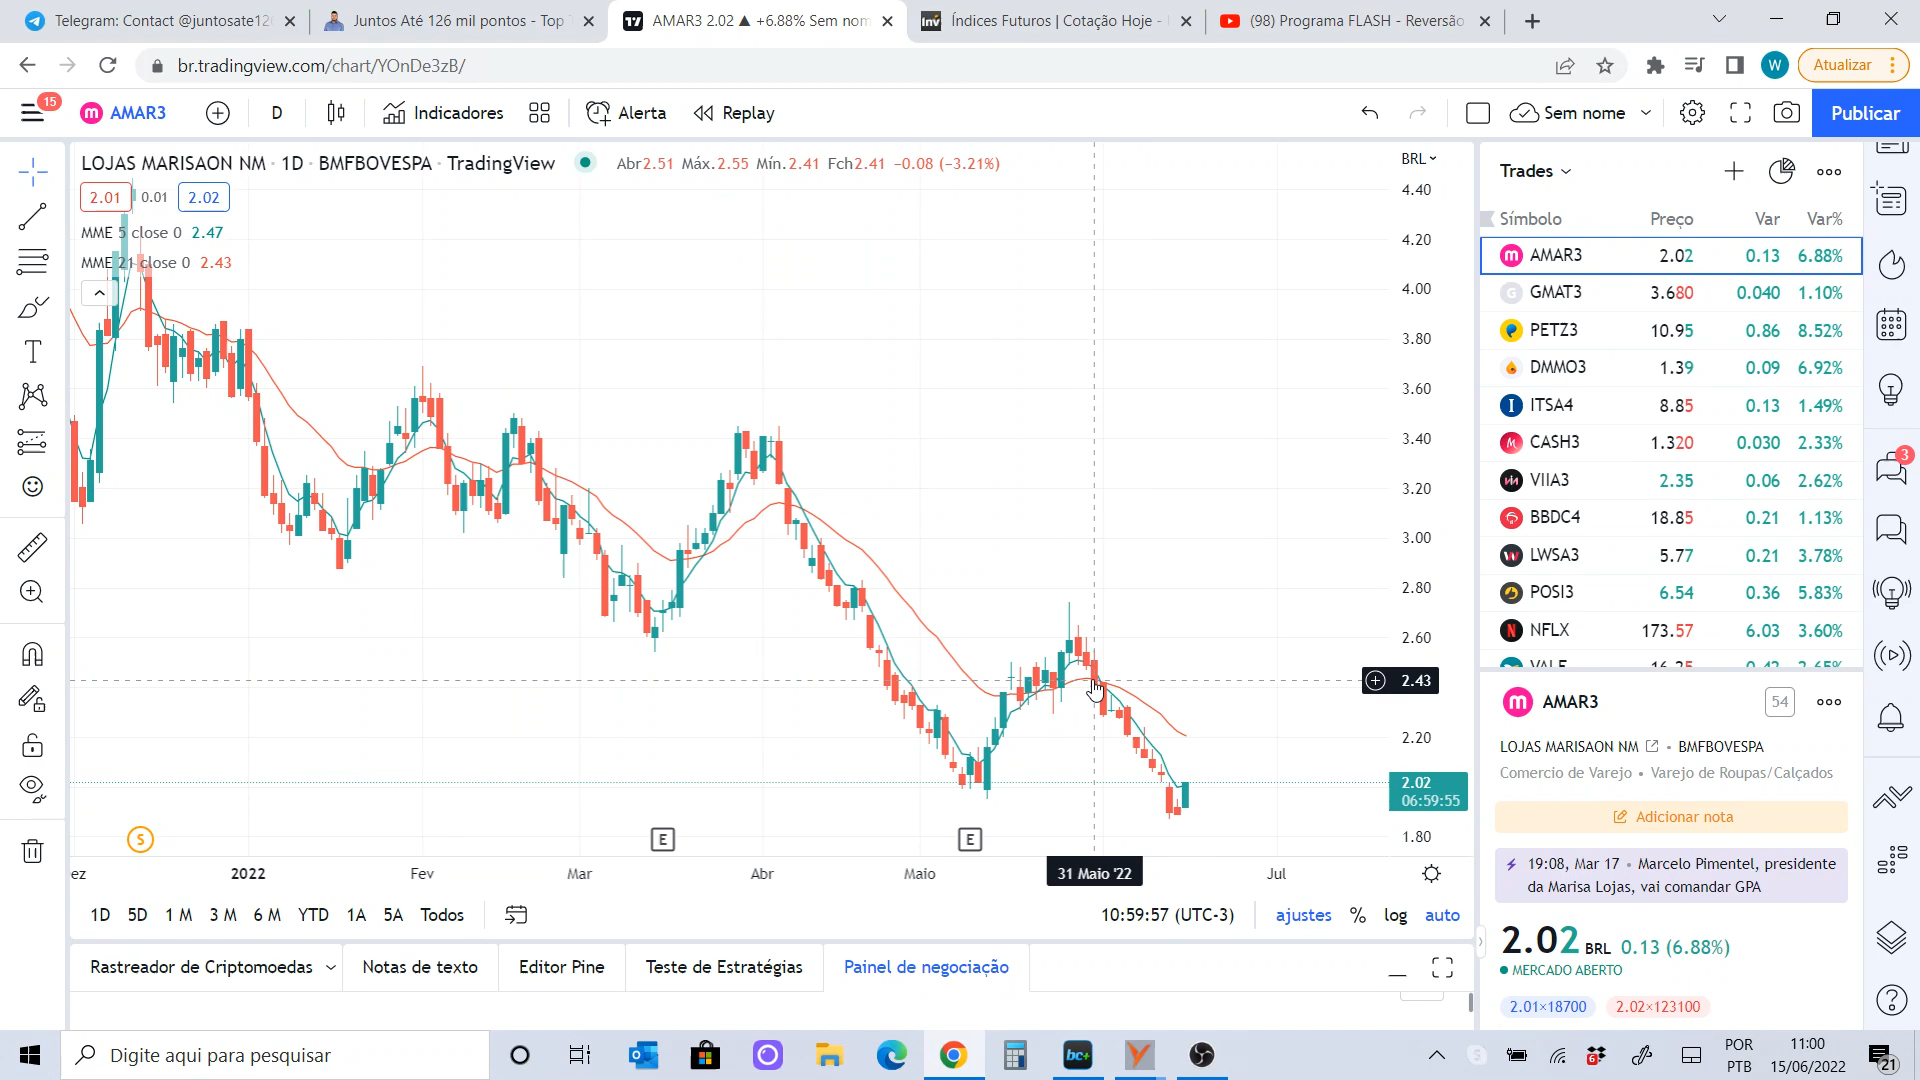 Telegram: Contact @juntosate126
Juntos Até 126 mil pontos - Top
AMAR3 2.02 ▲ +6.88% Sem nom
Índices Futuros | Cotação Hoje -
(98) Programa FLASH - Reversão
br.tradingview.com/chart/YOnDe3zB/
W
Atualizar
15
AMAR3
D
Indicadores
Alerta
Replay
Sem nome
Publicar
LOJAS MARISAON NM · 1D · BMFBOVESPA · TradingView
Abr2.51 Máx.2.55 Mín.2.41 Fch2.41 −0.08 (−3.21%)
BRL
2.01
0.01
2.02
MME 5 close 0 2.47
MME 21 close 0 2.43
4.40
4.20
4.00
3.80
3.60
3.40
3.20
3.00
2.80
2.60
2.43
2.20
2.02
06:59:55
1.80
S
E
E
ez
2022
Fev
Mar
Abr
Maio
31 Maio '22
Jul
1D 5D 1 M 3 M 6 M YTD 1A 5A Todos
10:59:57 (UTC-3)
ajustes
%
log
auto
Rastreador de Criptomoedas
Notas de texto
Editor Pine
Teste de Estratégias
Painel de negociação
Trades
Símbolo Preço Var Var%
AMAR3 2.02 0.13 6.88%
GMAT3 3.680 0.040 1.10%
PETZ3 10.95 0.86 8.52%
DMMO3 1.39 0.09 6.92%
ITSA4 8.85 0.13 1.49%
CASH3 1.320 0.030 2.33%
VIIA3 2.35 0.06 2.62%
BBDC4 18.85 0.21 1.13%
LWSA3 5.77 0.21 3.78%
POSI3 6.54 0.36 5.83%
NFLX 173.57 6.03 3.60%
AMAR3
54
LOJAS MARISAON NM • BMFBOVESPA
Comercio de Varejo • Varejo de Roupas/Calçados
Adicionar nota
19:08, Mar 17 • Marcelo Pimentel, presidente
da Marisa Lojas, vai comandar GPA
2.02 BRL 0.13 (6.88%)
MERCADO ABERTO
2.01×18700
2.02×123100
3
Digite aqui para pesquisar
bc+
6
POR
PTB
11:00
15/06/2022
21